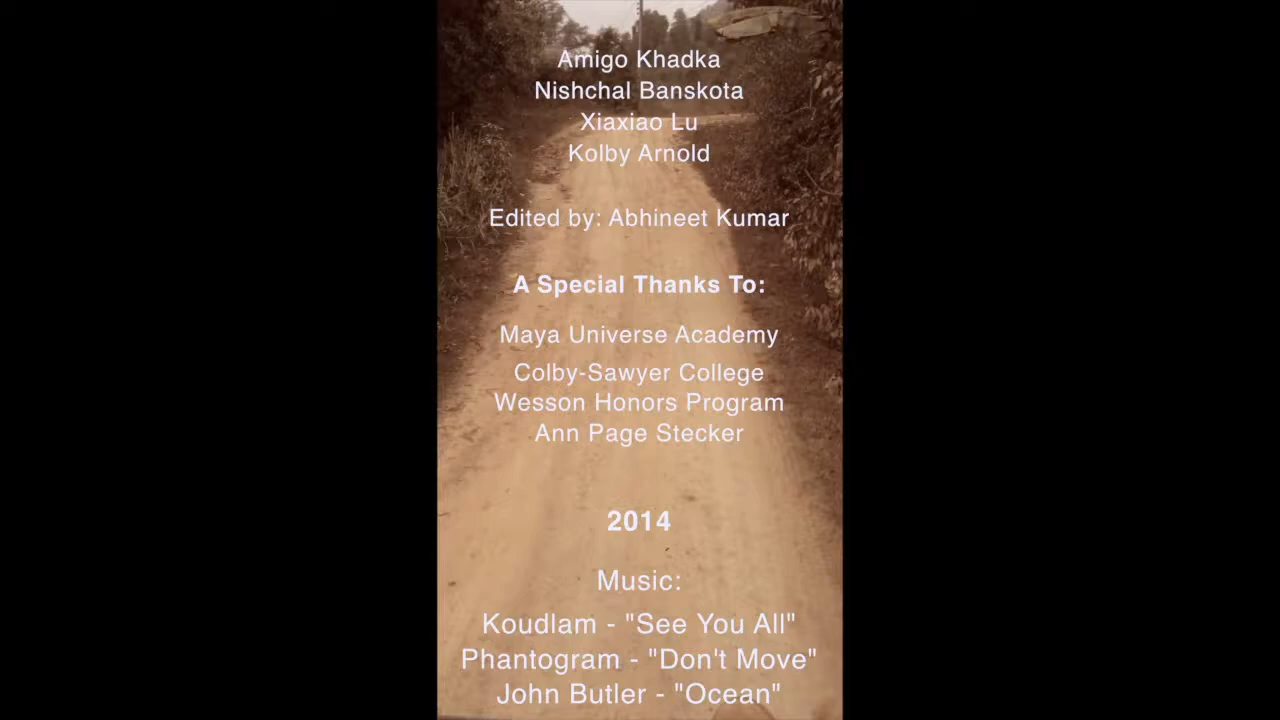 Amigo Khadka
Nishchal Banskota
Xiaxiao Lu
Kolby Arnold
Edited by: Abhineet Kumar
A Special Thanks To:
Maya Universe Academy
Colby-Sawyer College
Wesson Honors Program
Ann Page Stecker
2014
Music:
Koudlam - "See You All"
Phantogram - "Don't Move"
John Butler - "Ocean"